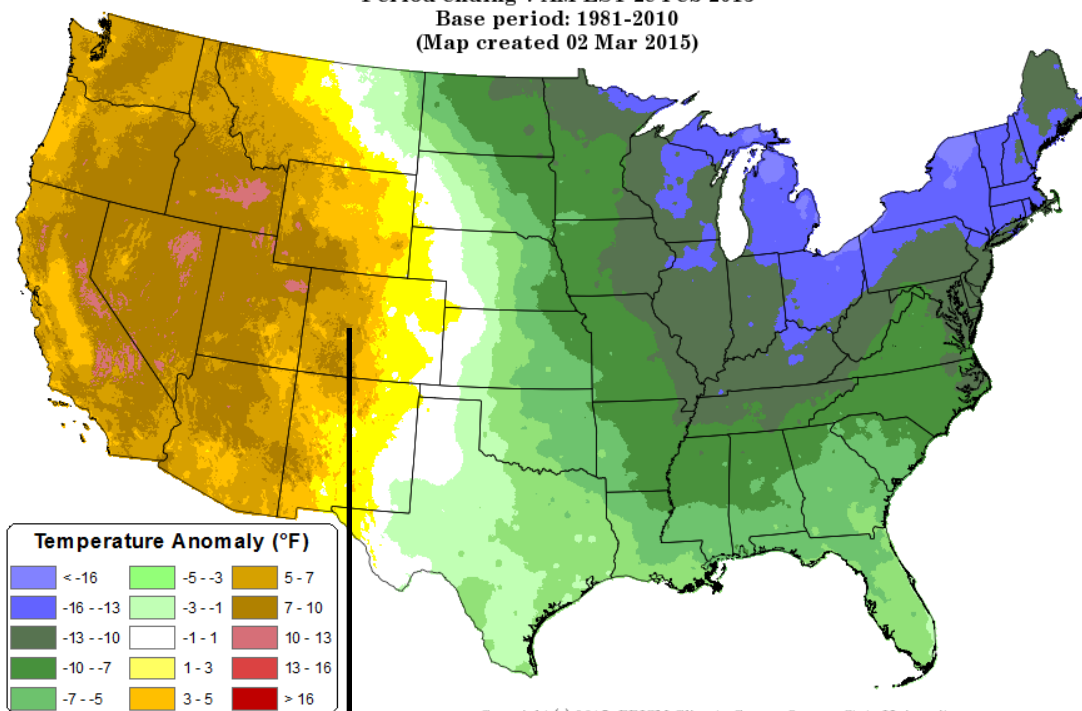 Base period: 1981-2010
(Map created 02 Mar 2015)
Temperature Anomaly (°F)
< -16
-5 - -3
5 - 7
-16 - -13
-3 - -1
7 - 10
-13 - -10
-1 - 1
10 - 13
-10 - -7
1 - 3
13 - 16
-7 - -5
3 - 5
> 16